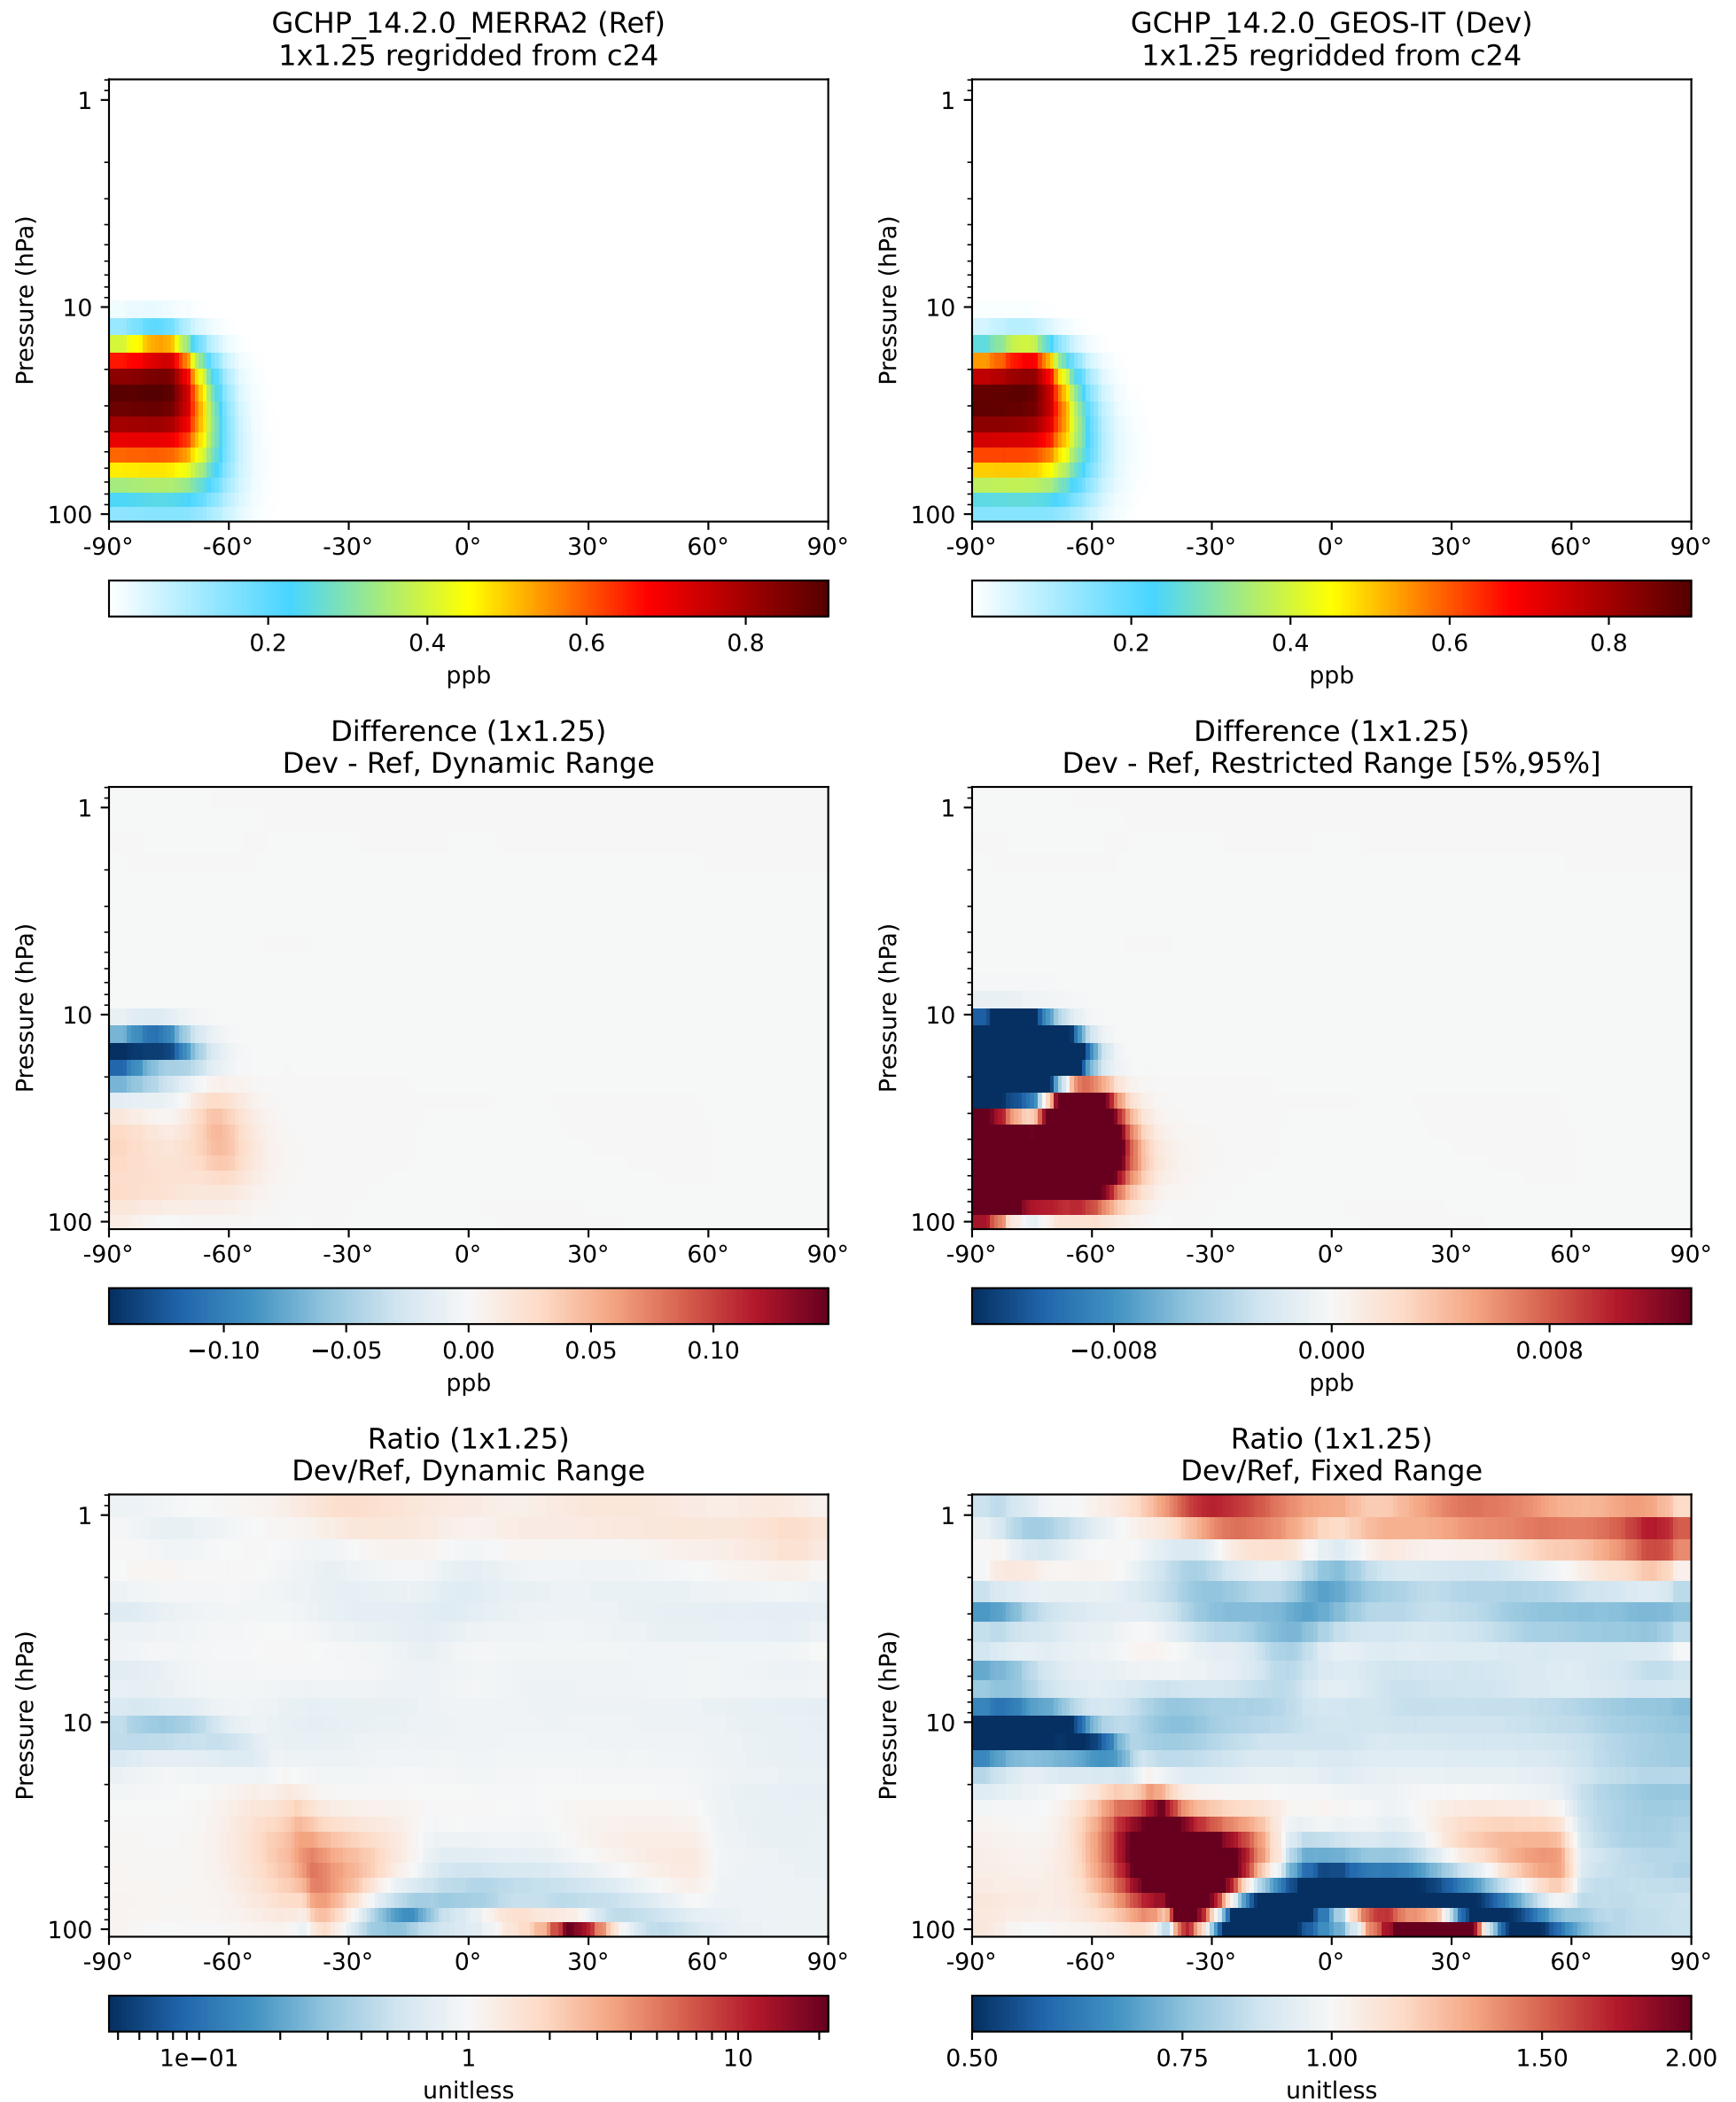 GCHP_14.2.0_MERRA2 (Ref)
1x1.25 regridded from c24
GCHP_14.2.0_GEOS-IT (Dev)
1x1.25 regridded from c24
Pressure (hPa)
1
10
100
-90° -60° -30° 0° 30° 60° 90°
0.2 0.4 0.6 0.8
ppb
Pressure (hPa)
1
10
100
-90° -60° -30° 0° 30° 60° 90°
0.2 0.4 0.6 0.8
ppb
Difference (1x1.25)
Dev - Ref, Dynamic Range
Difference (1x1.25)
Dev - Ref, Restricted Range [5%,95%]
Pressure (hPa)
1
10
100
-90° -60° -30° 0° 30° 60° 90°
−0.10 −0.05 0.00 0.05 0.10
ppb
Pressure (hPa)
1
10
100
-90° -60° -30° 0° 30° 60° 90°
−0.008 0.000 0.008
ppb
Ratio (1x1.25)
Dev/Ref, Dynamic Range
Ratio (1x1.25)
Dev/Ref, Fixed Range
Pressure (hPa)
1
10
100
-90° -60° -30° 0° 30° 60° 90°
1e−01 1 10
unitless
Pressure (hPa)
1
10
100
-90° -60° -30° 0° 30° 60° 90°
0.50 0.75 1.00 1.50 2.00
unitless